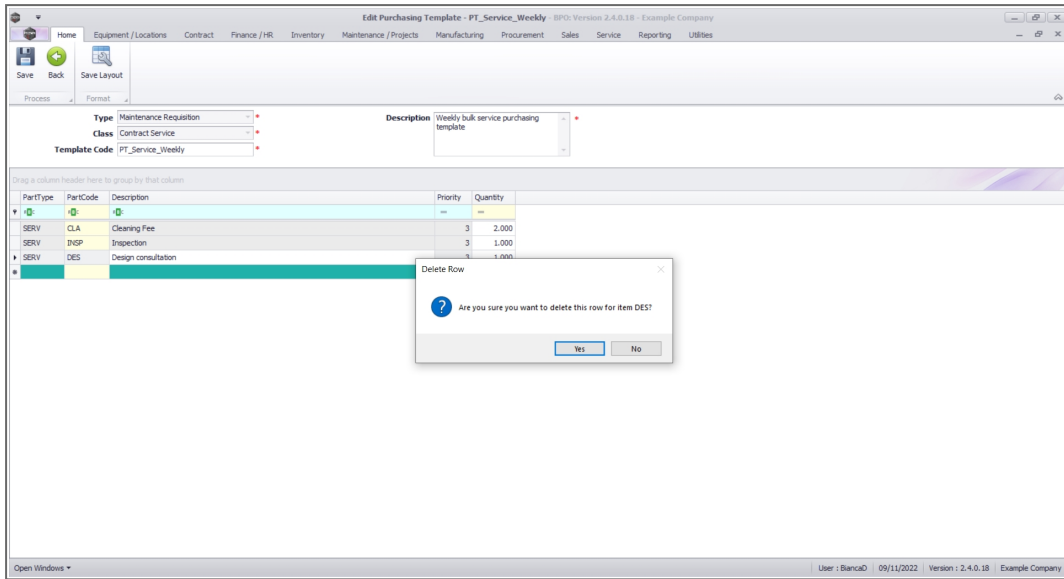 Edit Purchasing Template - PT_Service_Weekly - BPO: Version 2.4.0.18 - Example Company
Home Equipment / Locations Contract Finance / HR Inventory Maintenance / Projects Manufacturing Procurement Sales Service Reporting Utilities
Save Back Save Layout
Process Format
Type Maintenance Requisition * Description Weekly bulk service purchasing *
template
Class Contract Service *
Template Code PT_Service_Weekly *
Drag a column header here to group by that column
PartType PartCode Description Priority Quantity
= =
SERV CLA Cleaning Fee 3 2.000
SERV INSP Inspection 3 1.000
SERV DES Design consultation 3 1.000
Delete Row
Are you sure you want to delete this row for item DES?
Yes No
Open Windows User : BiancaD 09/11/2022 Version : 2.4.0.18 Example Company